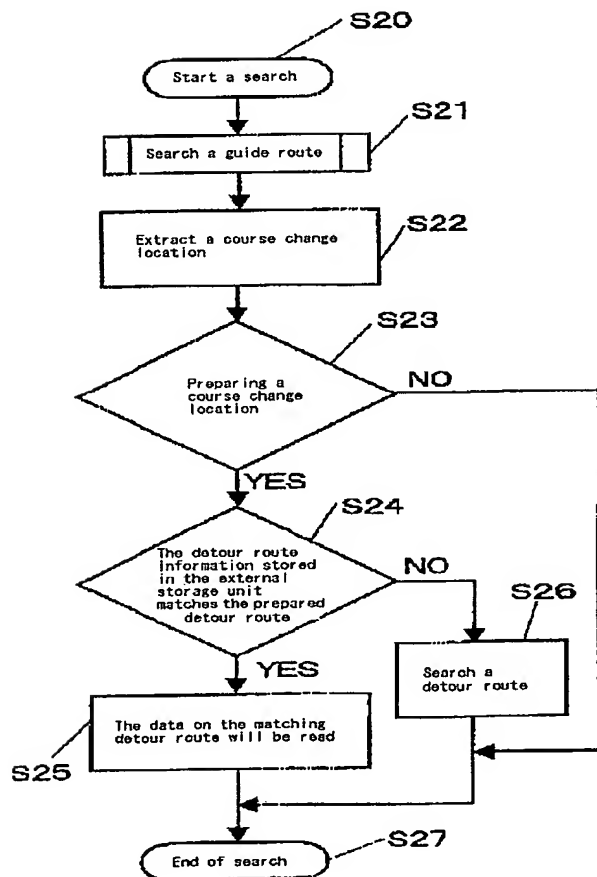 S20
Start a search
S21
Search a guide route
S22
Extract a course change
location
S23
Preparing a
course change
location
NO
YES
S24
The detour route
information stored
in the external
storage unit
matches the prepared
detour route
NO
S26
YES
Search a
detour route
The data on the matching
detour route will be read
S25
S27
End of search